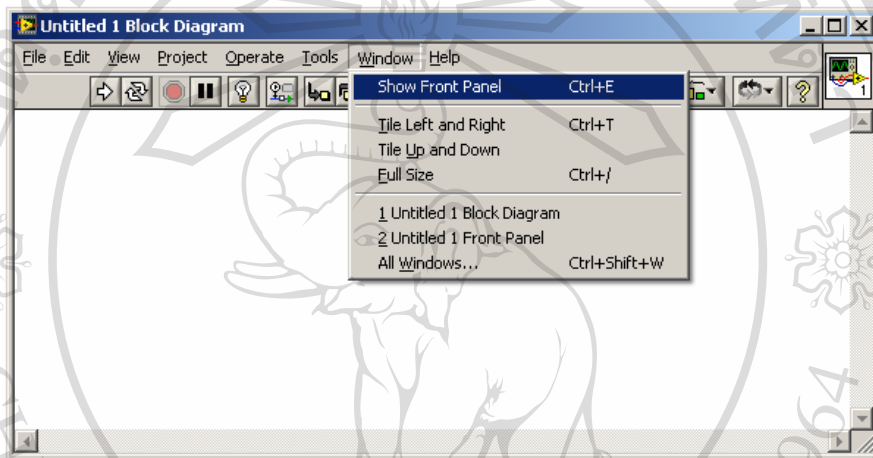 Untitled 1 Block Diagram
File Edit View Project Operate Tools Window Help
Show Front Panel Ctrl+E
1
Tile Left and Right Ctrl+T
Tile Up and Down
Full Size Ctrl+/
1 Untitled 1 Block Diagram
2 Untitled 1 Front Panel
All Windows... Ctrl+Shift+W
964